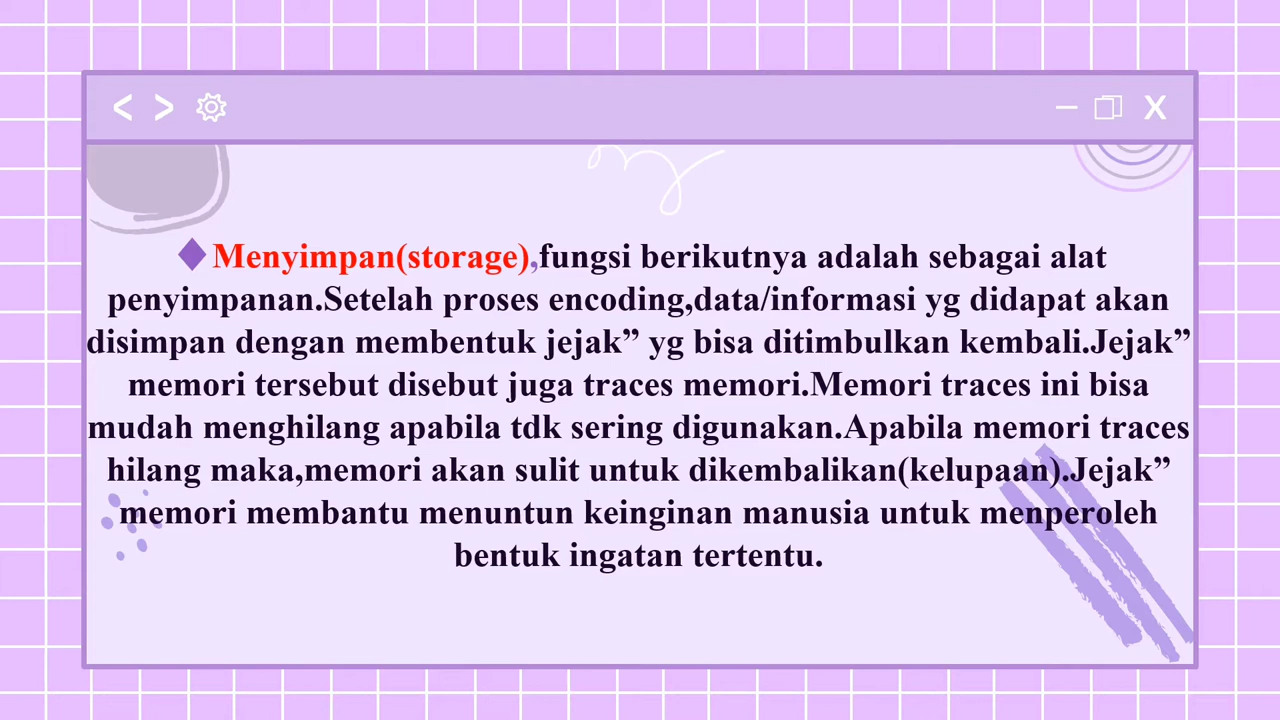 Menyimpan(storage),fungsi berikutnya adalah sebagai alat
penyimpanan.Setelah proses encoding,data/informasi yg didapat akan
disimpan dengan membentuk jejak” yg bisa ditimbulkan kembali.Jejak”
memori tersebut disebut juga traces memori.Memori traces ini bisa
mudah menghilang apabila tdk sering digunakan.Apabila memori traces
hilang maka,memori akan sulit untuk dikembalikan(kelupaan).Jejak”
memori membantu menuntun keinginan manusia untuk menperoleh
bentuk ingatan tertentu.